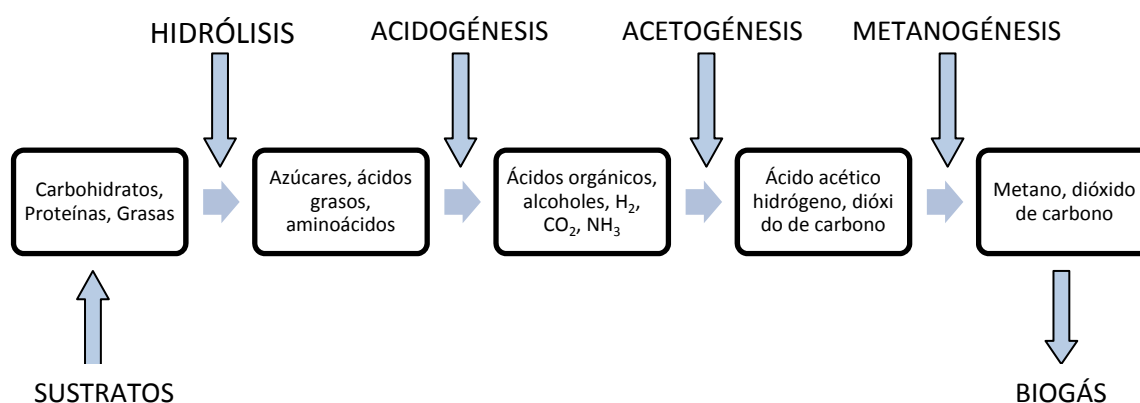 HIDRÓLISIS
ACIDOGÉNESIS
ACETOGÉNESIS
METANOGÉNESIS
Carbohidratos,
Proteínas, Grasas
Azúcares, ácidos
grasos,
aminoácidos
Ácidos orgánicos,
alcoholes, H₂,
CO₂, NH₃
Ácido acético
hidrógeno, dióxi
do de carbono
Metano, dióxido
de carbono
SUSTRATOS
BIOGÁS